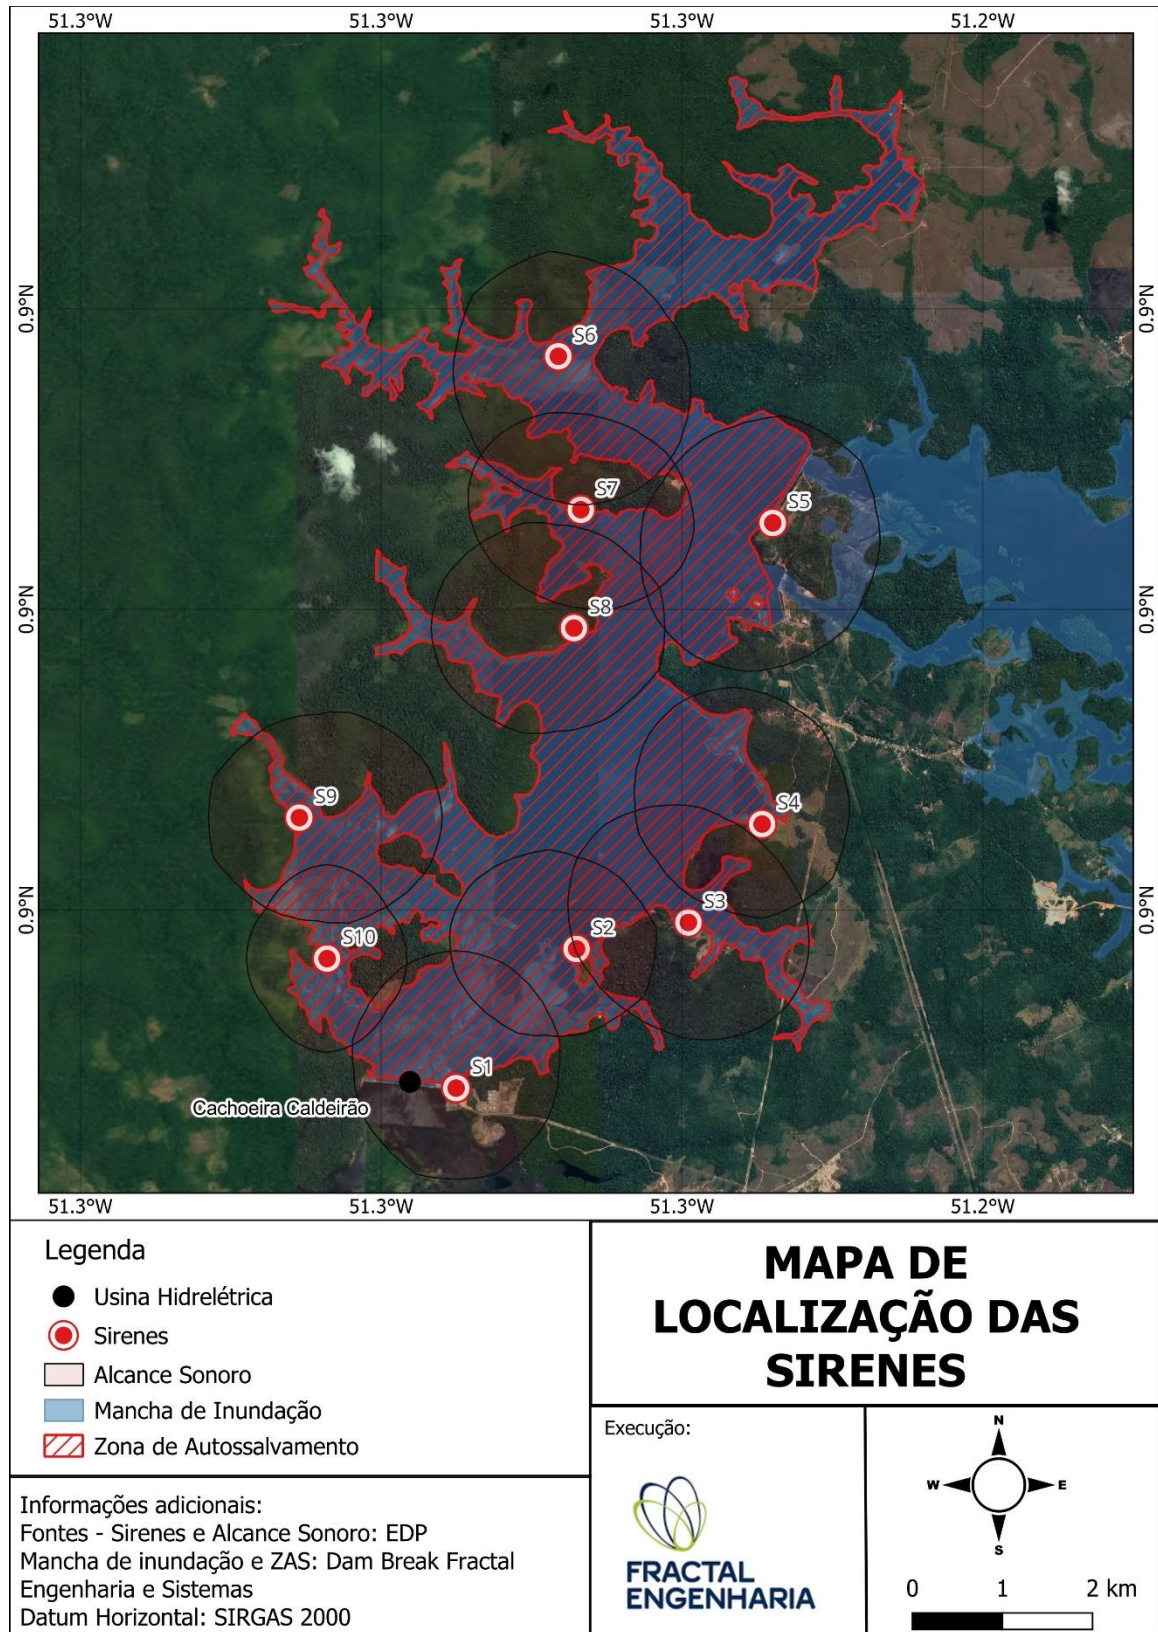 51.3°W 51.3°W 51.3°W 51.2°W
0.9°N 0.9°N
S6
S7
S5
0.9°N 0.9°N
S8
S9
S4
0.9°N 0.9°N
S3
S2
S10
S1
Cachoeira Caldeirão
51.3°W 51.3°W 51.3°W 51.2°W
Legenda
Usina Hidrelétrica
Sirenes
Alcance Sonoro
Mancha de Inundação
Zona de Autossalvamento
Informações adicionais:
Fontes - Sirenes e Alcance Sonoro: EDP
Mancha de inundação e ZAS: Dam Break Fractal
Engenharia e Sistemas
Datum Horizontal: SIRGAS 2000
MAPA DE
LOCALIZAÇÃO DAS
SIRENES
Execução:
FRACTAL
ENGENHARIA
N
W E
S
0 1 2 km